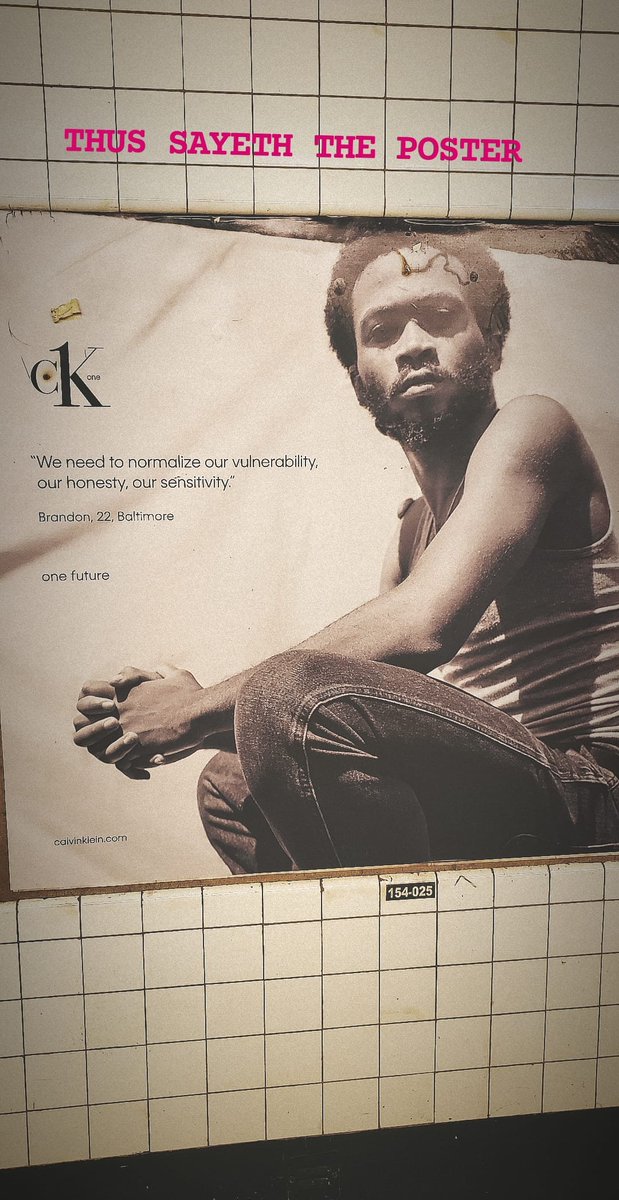 THUS SAYETH THE POSTER
ck one
“We need to normalize our vulnerability,
our honesty, our sensitivity.”
Brandon, 22, Baltimore
one future
calvinklein.com
154-025